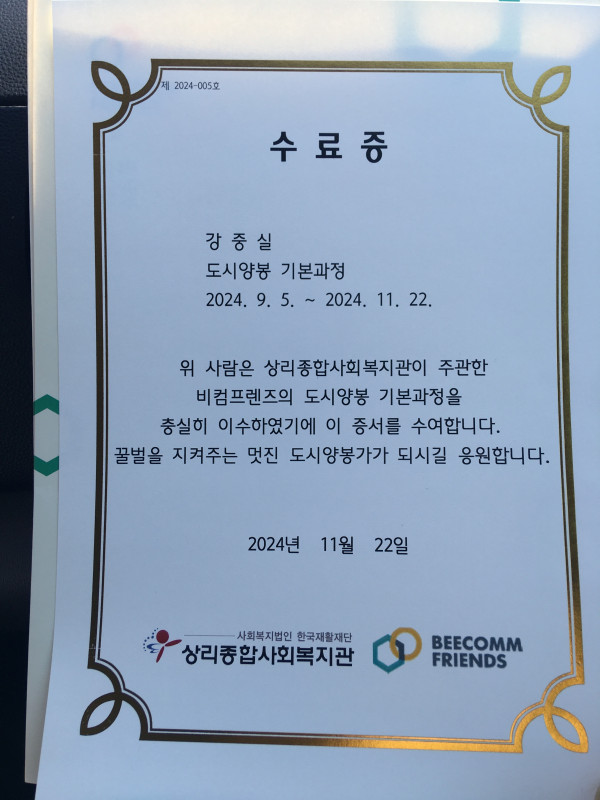 제 2024-005호
수 료 증
강 중 실
도시양봉 기본과정
2024. 9. 5. ~ 2024. 11. 22.
위 사람은 상리종합사회복지관이 주관한
비컴프렌즈의 도시양봉 기본과정을
충실히 이수하였기에 이 증서를 수여합니다.
꿀벌을 지켜주는 멋진 도시양봉가가 되시길 응원합니다.
2024년 11월 22일
사회복지법인 한국재활재단
상리종합사회복지관
BEECOMM
FRIENDS